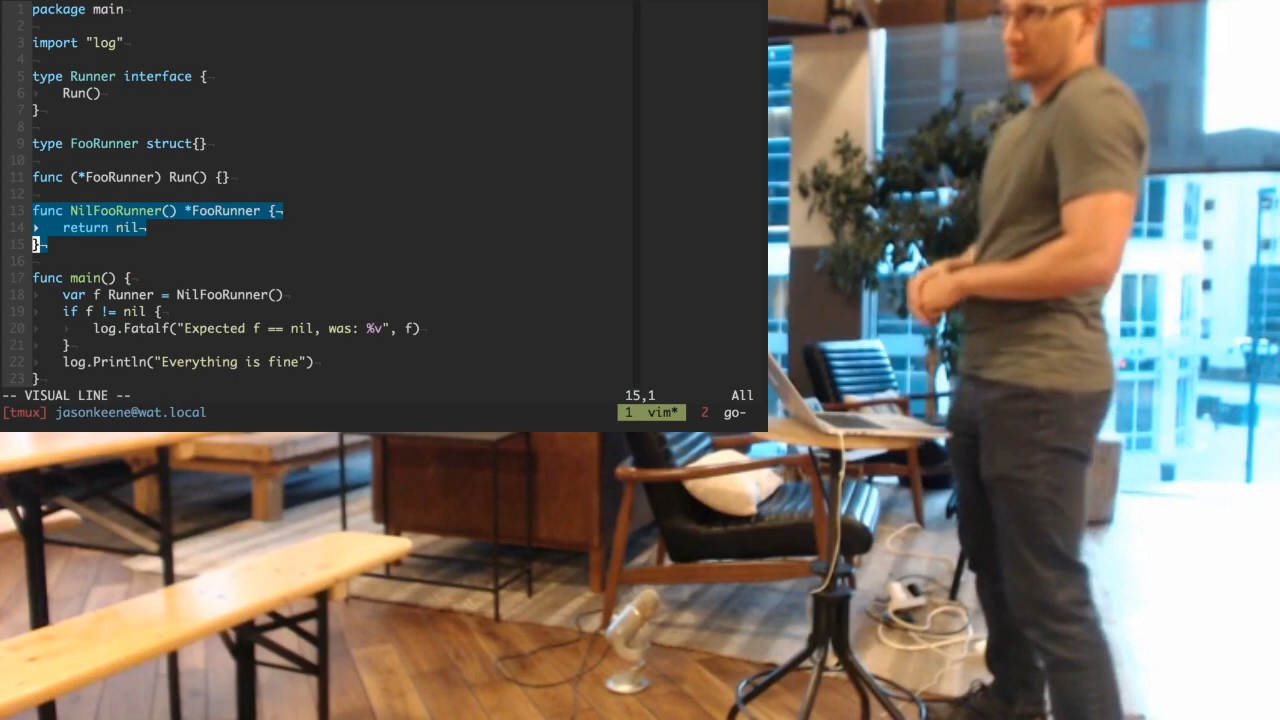 1 package main
2
3 import "log"
4
5 type Runner interface {
6     Run()
7 }
8
9 type FooRunner struct{}
10
11 func (*FooRunner) Run() {}
12
13 func NilFooRunner() *FooRunner {
14     return nil
15 }
16
17 func main() {
18     var f Runner = NilFooRunner()
19     if f != nil {
20         log.Fatalf("Expected f == nil, was: %v", f)
21     }
22     log.Println("Everything is fine")
23 }
-- VISUAL LINE -- 15,1 All
[tmux] jasonkeene@wat.local 1 vim* 2 go-